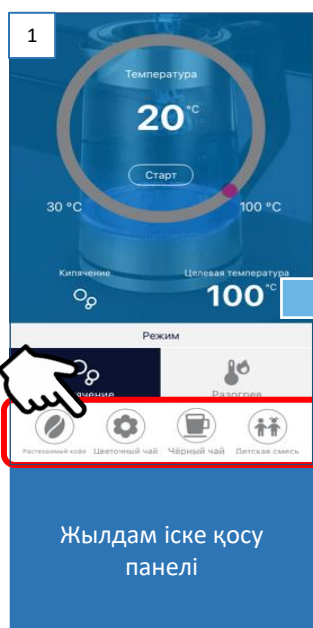 1
Температура
20 °C
Старт
30 °C 100 °C
Кипячение Целевая температура
100 °C
Режим
Разогрев
Растворимый кофе Цветочный чай Чёрный чай Детская смесь
Жылдам іске қосу
панелі